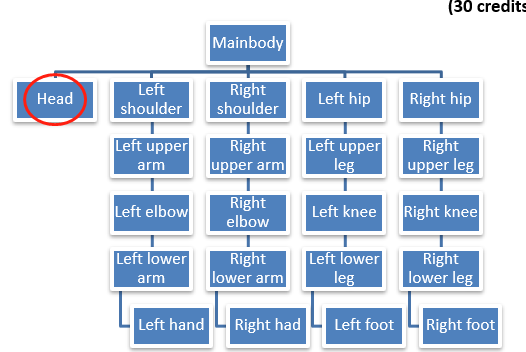 (30 credits
Mainbody
Head
Left
shoulder
Right
shoulder
Left hip
Right hip
Left upper
arm
Right
upper arm
Left upper
leg
Right
upper leg
Left elbow
Right
elbow
Left knee
Right knee
Left lower
arm
Right
lower arm
Left lower
leg
Right
lower leg
Left hand
Right had
Left foot
Right foot